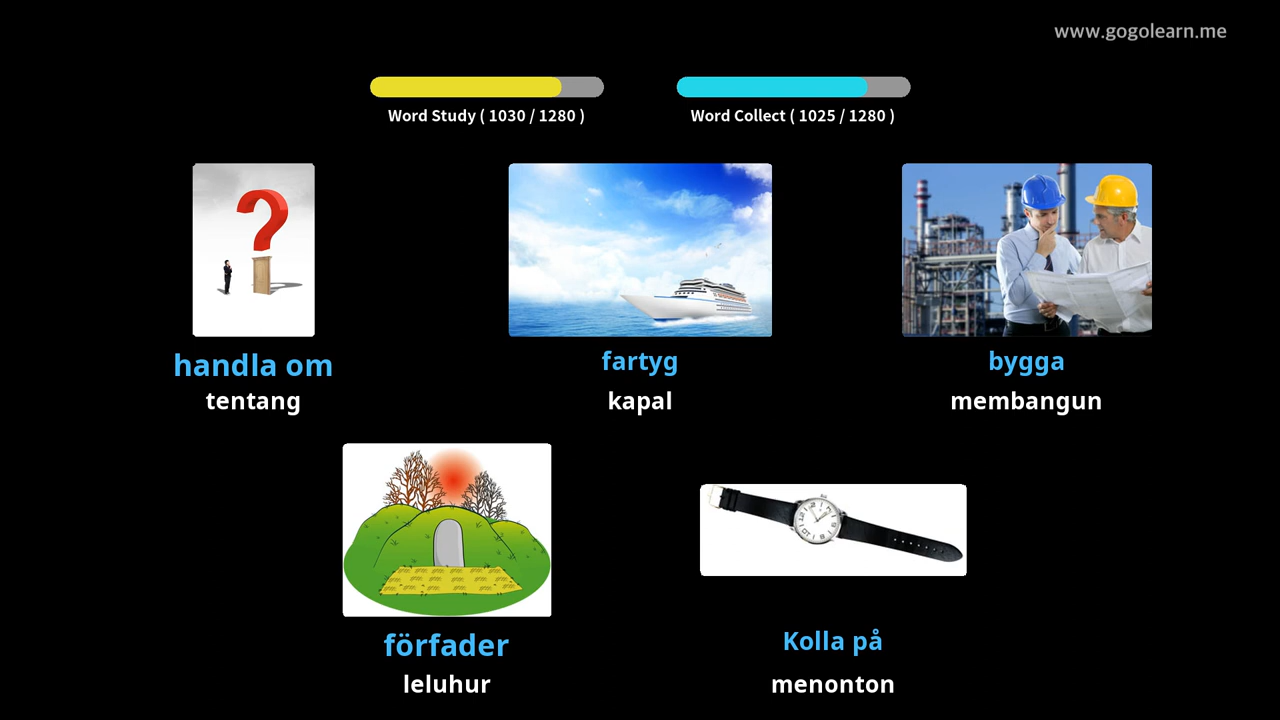 www.gogolearn.me
Word Study ( 1030 / 1280 )
Word Collect ( 1025 / 1280 )
handla om
tentang
fartyg
kapal
bygga
membangun
förfader
leluhur
Kolla på
menonton